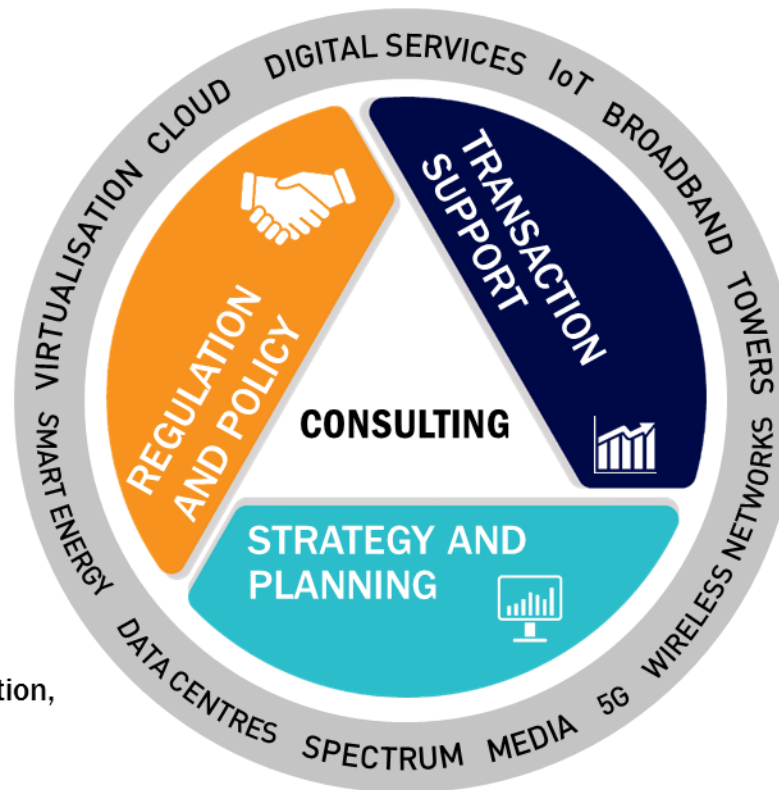 DIGITAL SERVICES
IoT
BROADBAND
TOWERS
WIRELESS NETWORKS
5G
MEDIA
SPECTRUM
DATA CENTRES
SMART ENERGY
VIRTUALISATION
CLOUD
TRANSACTION
SUPPORT
REGULATION
AND POLICY
CONSULTING
STRATEGY AND
PLANNING
tion,